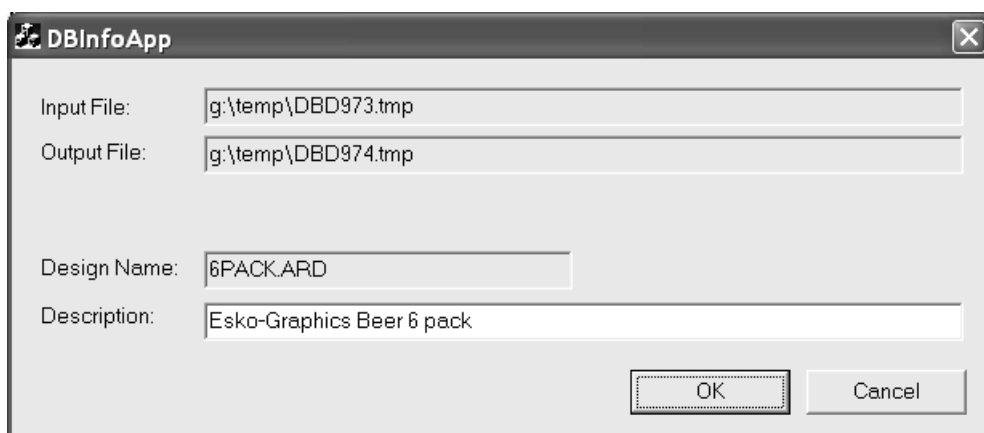 DBInfoApp
Input File: g:\temp\DBD973.tmp
Output File: g:\temp\DBD974.tmp
Design Name: 6PACK.ARD
Description: Esko-Graphics Beer 6 pack
OK Cancel